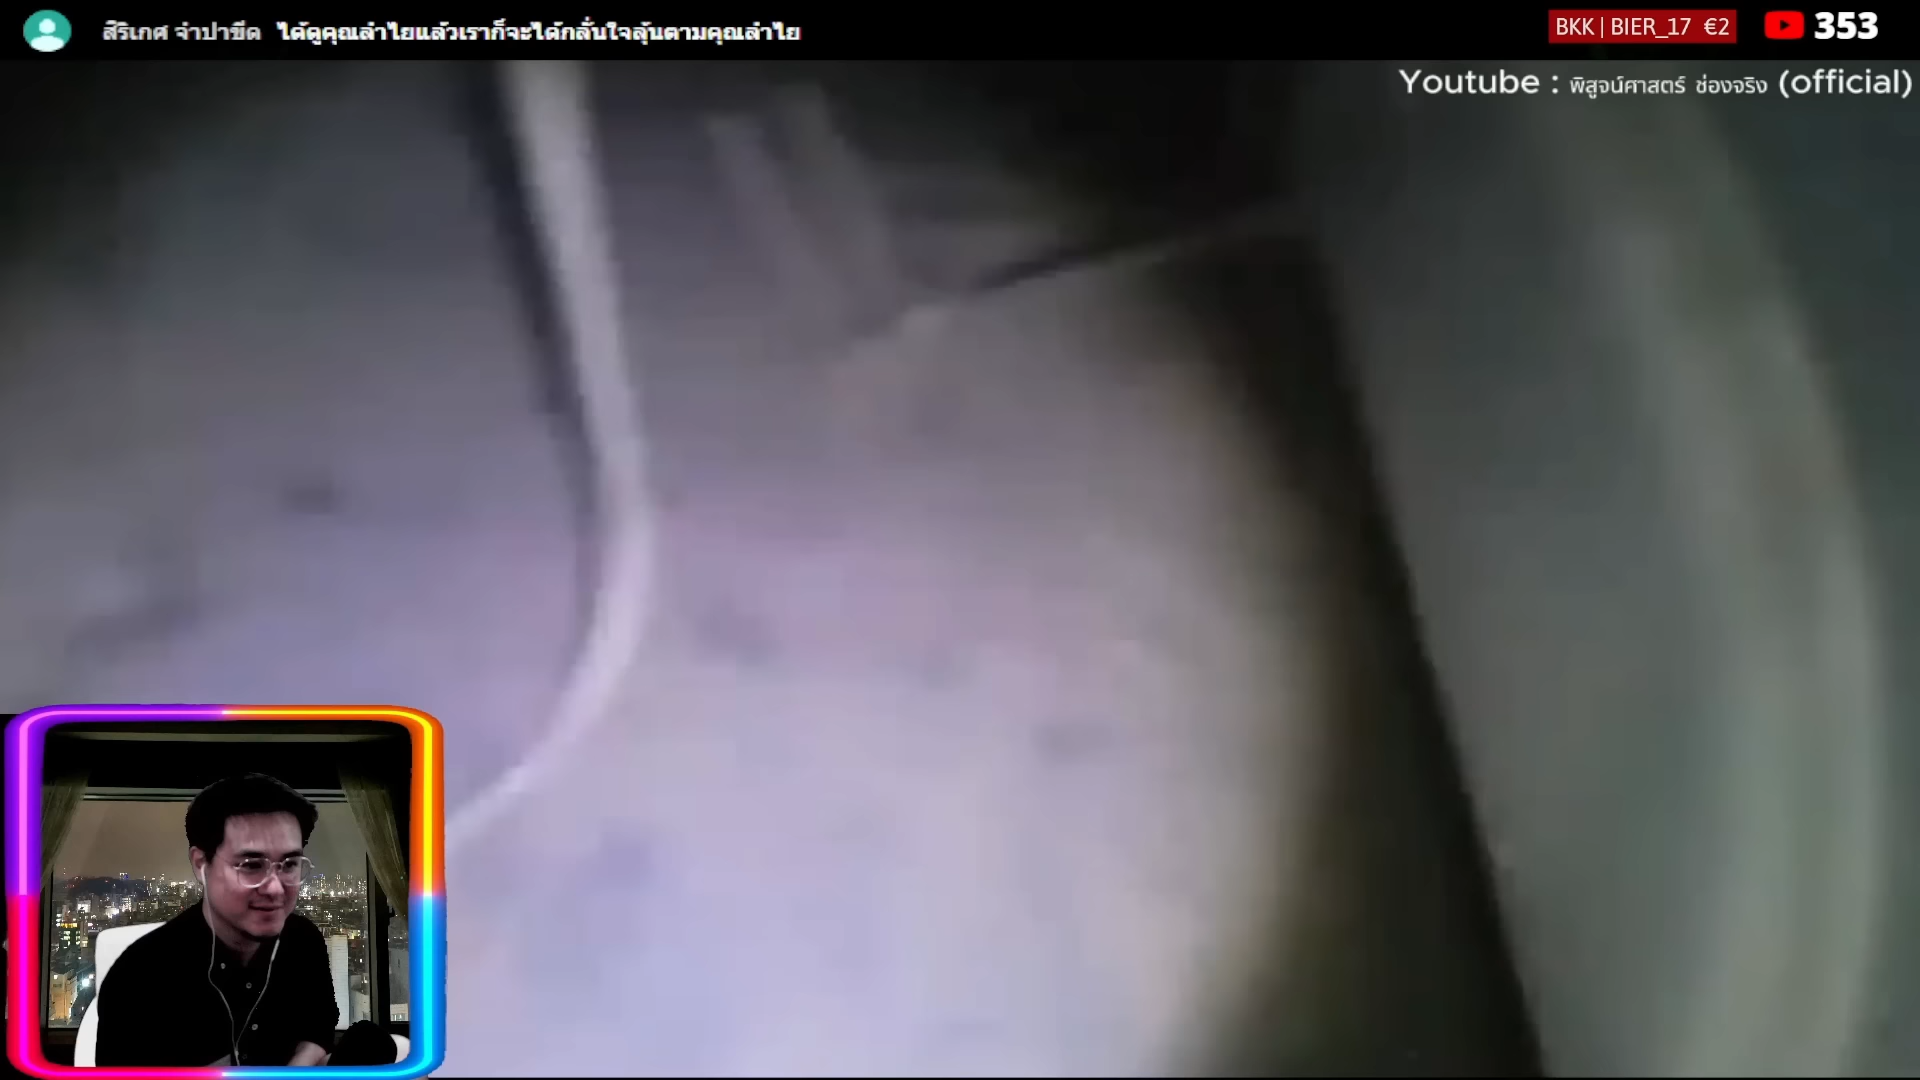 สิริเกศ จำปาขีด ได้ดูคุณลำไยแล้วเราก็จะได้กลั่นใจลุ้นตามคุณลำไย
BKK | BIER_17 €2
353
Youtube : พิสูจน์ศาสตร์ ช่องจริง (official)